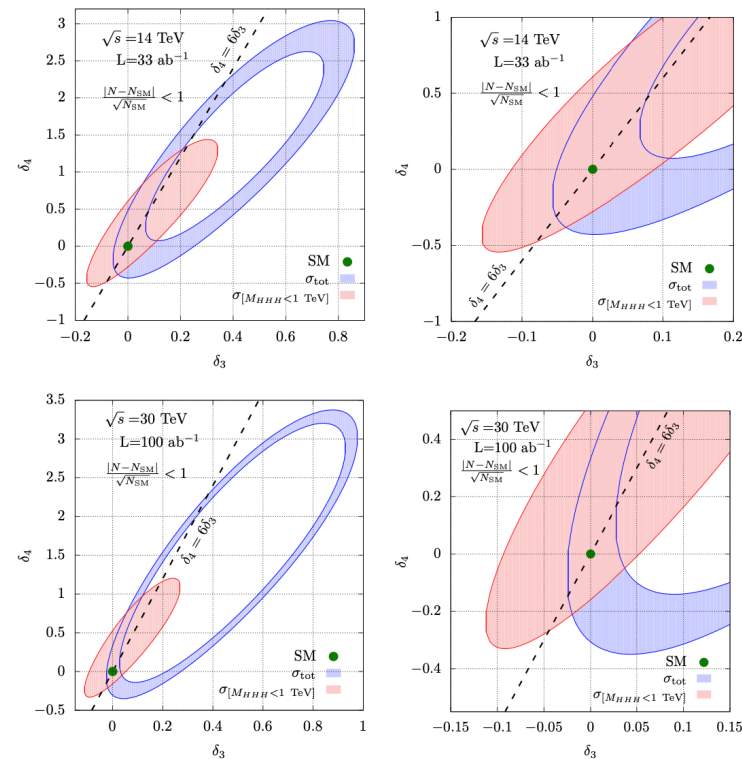 √s =14 TeV
L=33 ab⁻¹
|N−N_SM|/√N_SM < 1
δ₄ = 6δ₃
SM
σ_tot
σ_[M_HHH<1 TeV]
3
2.5
2
1.5
1
0.5
0
−0.5
−1
δ₄
−0.2 0 0.2 0.4 0.6 0.8
δ₃
√s =14 TeV
L=33 ab⁻¹
|N−N_SM|/√N_SM < 1
δ₄ = 6δ₃
SM
σ_tot
σ_[M_HHH<1 TeV]
1
0.5
0
−0.5
−1
δ₄
−0.2 −0.1 0 0.1 0.2
δ₃
√s =30 TeV
L=100 ab⁻¹
|N−N_SM|/√N_SM < 1
δ₄ = 6δ₃
SM
σ_tot
σ_[M_HHH<1 TeV]
3.5
3
2.5
2
1.5
1
0.5
0
−0.5
δ₄
0 0.2 0.4 0.6 0.8 1
δ₃
√s =30 TeV
L=100 ab⁻¹
|N−N_SM|/√N_SM < 1
δ₄ = 6δ₃
SM
σ_tot
σ_[M_HHH<1 TeV]
0.4
0.2
0
−0.2
−0.4
δ₄
−0.15 −0.1 −0.05 0 0.05 0.1 0.15
δ₃